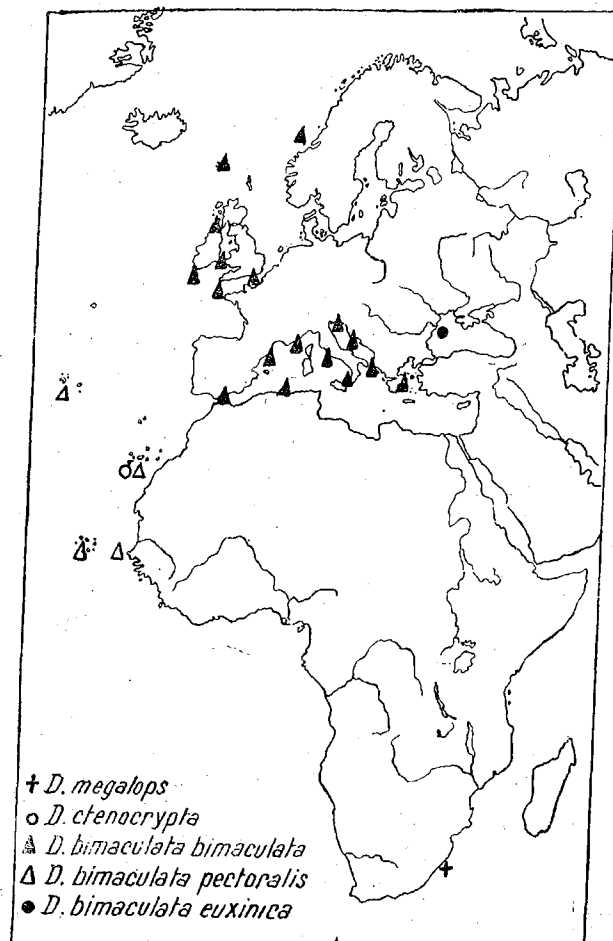 D. megalops
D. ctenocrypta
D. bimaculata bimaculata
D. bimaculata pectoralis
D. bimaculata euxinica